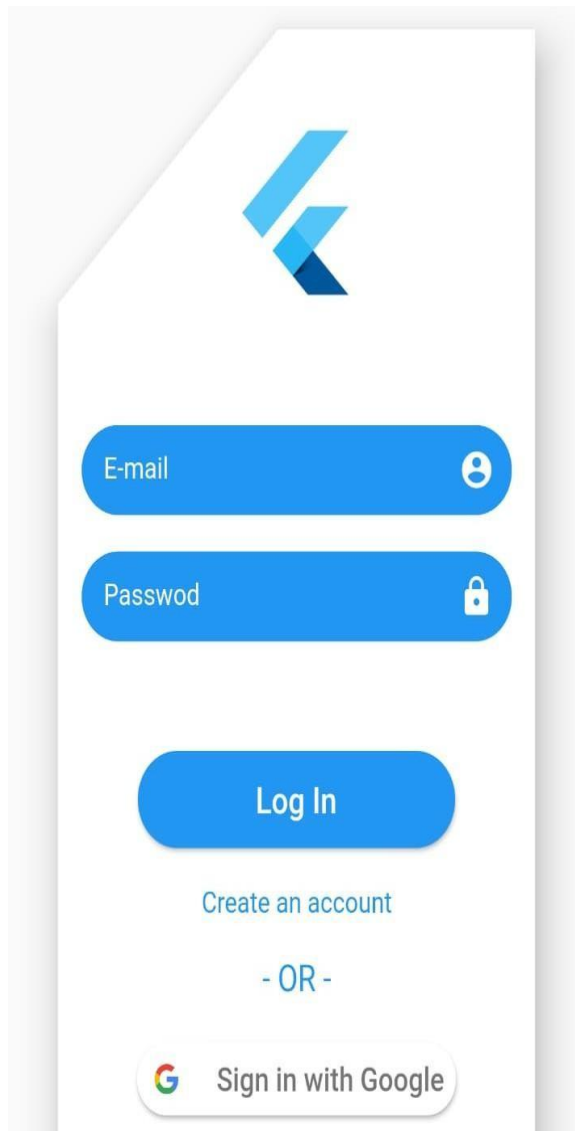 E-mail
Passwod
Log In
Create an account
- OR -
Sign in with Google